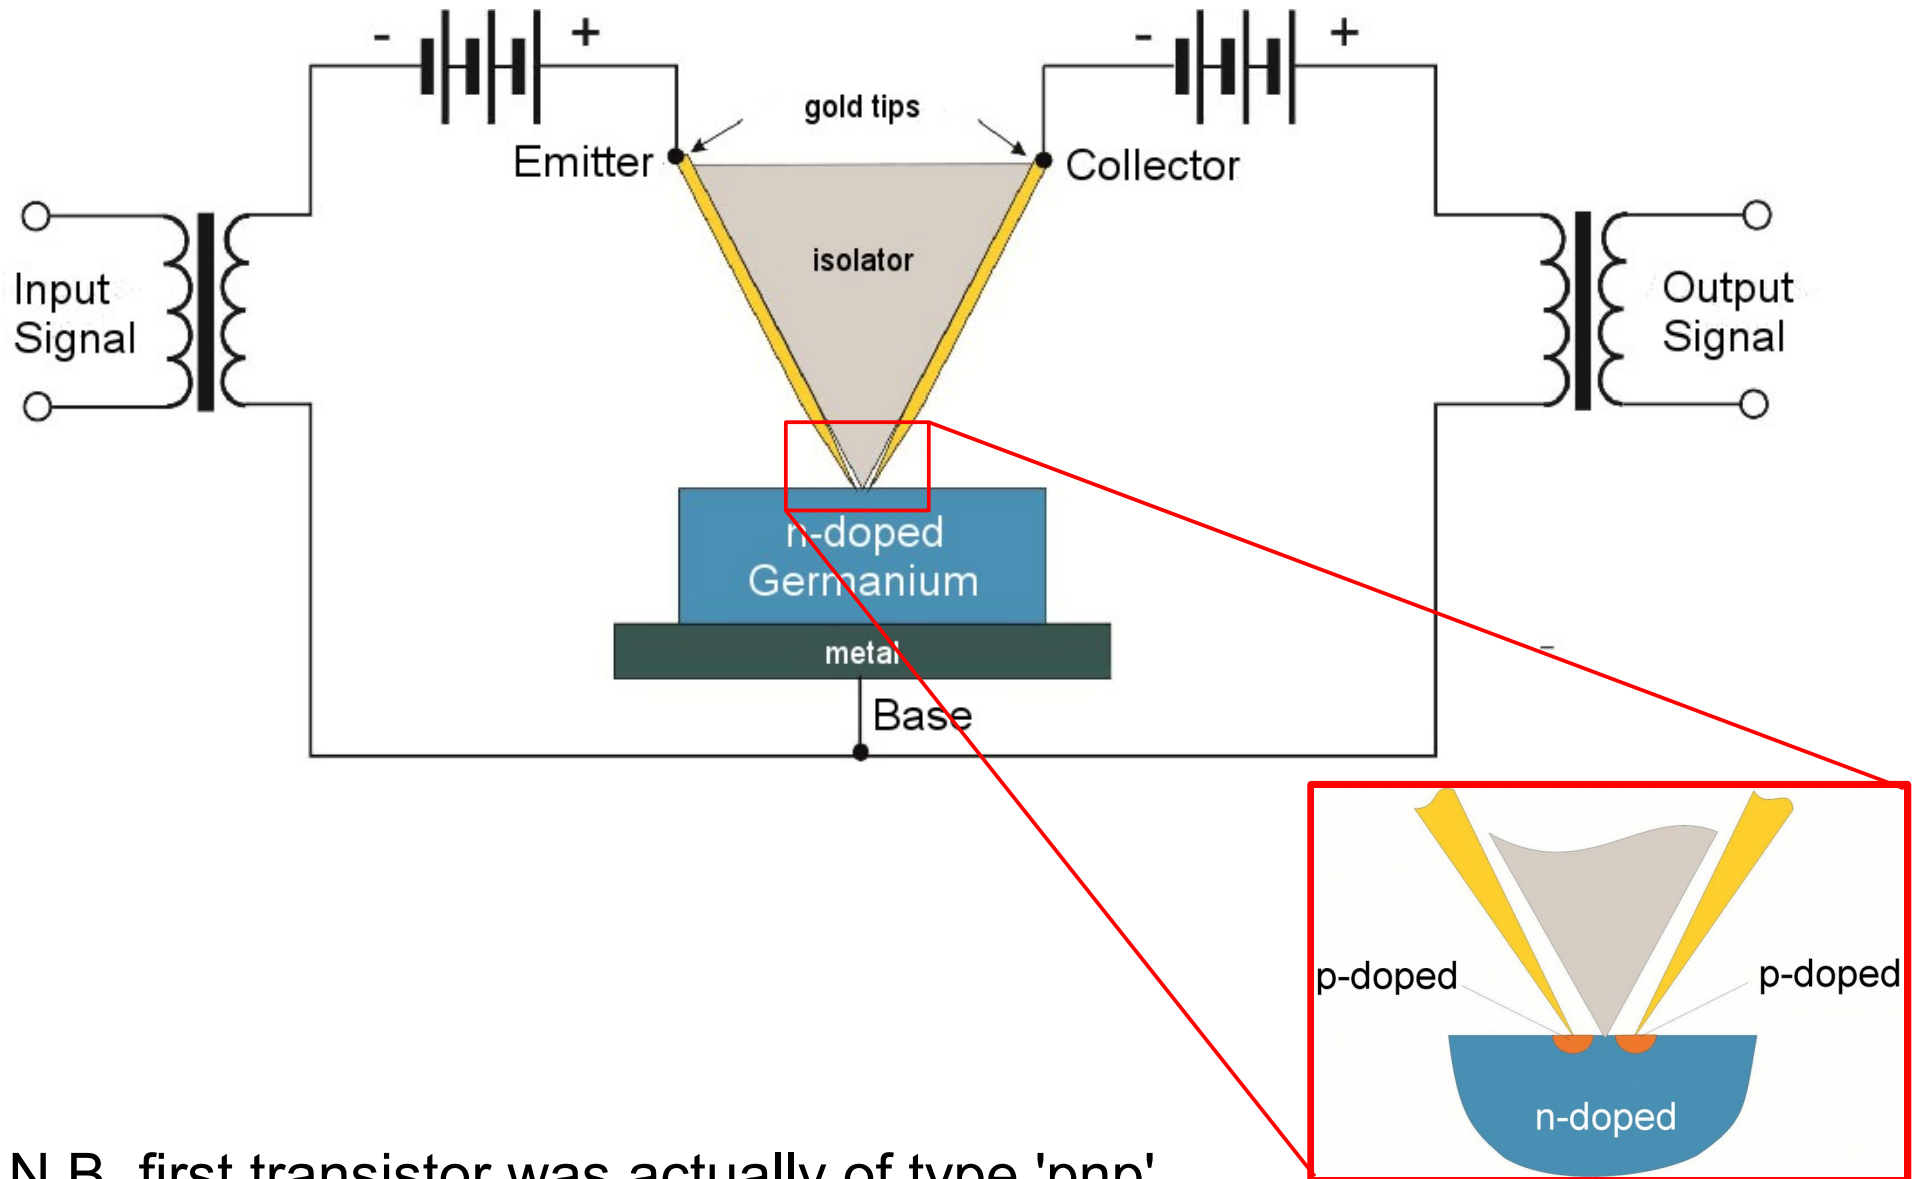 - +
- +
gold tips
Emitter
Collector
isolator
Input
Signal
Output
Signal
n-doped
Germanium
metal
Base
-
p-doped
p-doped
n-doped
N.B. first transistor was actually of type 'pnp'